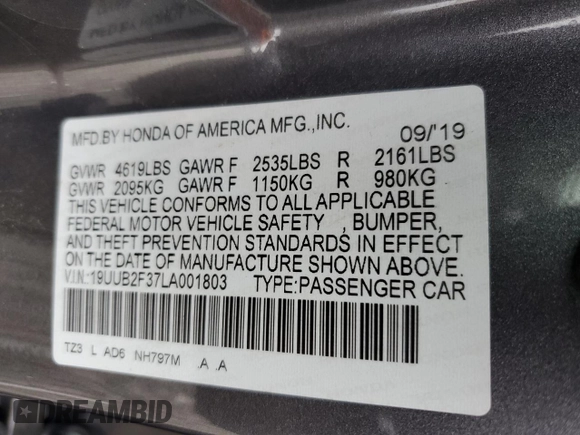 MFD.BY HONDA OF AMERICA MFG.,INC. 09/'19
GVWR 4619LBS GAWR F 2535LBS R 2161LBS
GVWR 2095KG GAWR F 1150KG R 980KG
THIS VEHICLE CONFORMS TO ALL APPLICABLE
FEDERAL MOTOR VEHICLE SAFETY , BUMPER,
AND THEFT PREVENTION STANDARDS IN EFFECT
ON THE DATE OF MANUFACTURE SHOWN ABOVE.
V.I.N.:19UUB2F37LA001803 TYPE:PASSENGER CAR
TZ3 L AD6 NH797M .A .A
DREAMBID